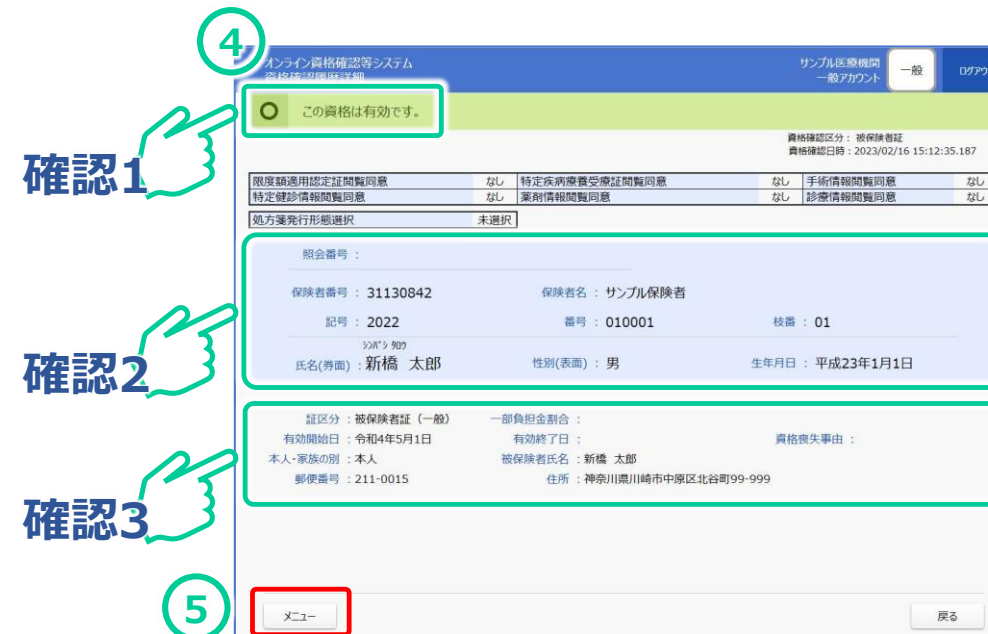 ④
オンライン資格確認等システム
資格確認履歴詳細
サンプル医療機関
一般アカウント
一般
ログアウ
この資格は有効です。
確認1
資格確認区分： 被保険者証
資格確認日時：2023/02/16 15:12:35.187
限度額適用認定証閲覧同意 なし 特定疾病療養受療証閲覧同意 なし 手術情報閲覧同意 なし
特定健診情報閲覧同意 なし 薬剤情報閲覧同意 なし 診療情報閲覧同意 なし
処方箋発行形態選択 未選択
照会番号 ：
保険者番号 ： 31130842 保険者名 ： サンプル保険者
記号 ： 2022 番号 ： 010001 枝番 ： 01
ｼﾝﾊﾞｼ ﾀﾛｳ
氏名(券面) ： 新橋 太郎 性別(表面) ： 男 生年月日 ： 平成23年1月1日
確認2
証区分 ： 被保険者証（一般） 一部負担金割合 ：
有効開始日 ： 令和4年5月1日 有効終了日 ： 資格喪失事由 ：
本人・家族の別 ： 本人 被保険者氏名 ： 新橋 太郎
郵便番号 ： 211-0015 住所 ： 神奈川県川崎市中原区北谷町99-999
確認3
⑤
メニュー
戻る